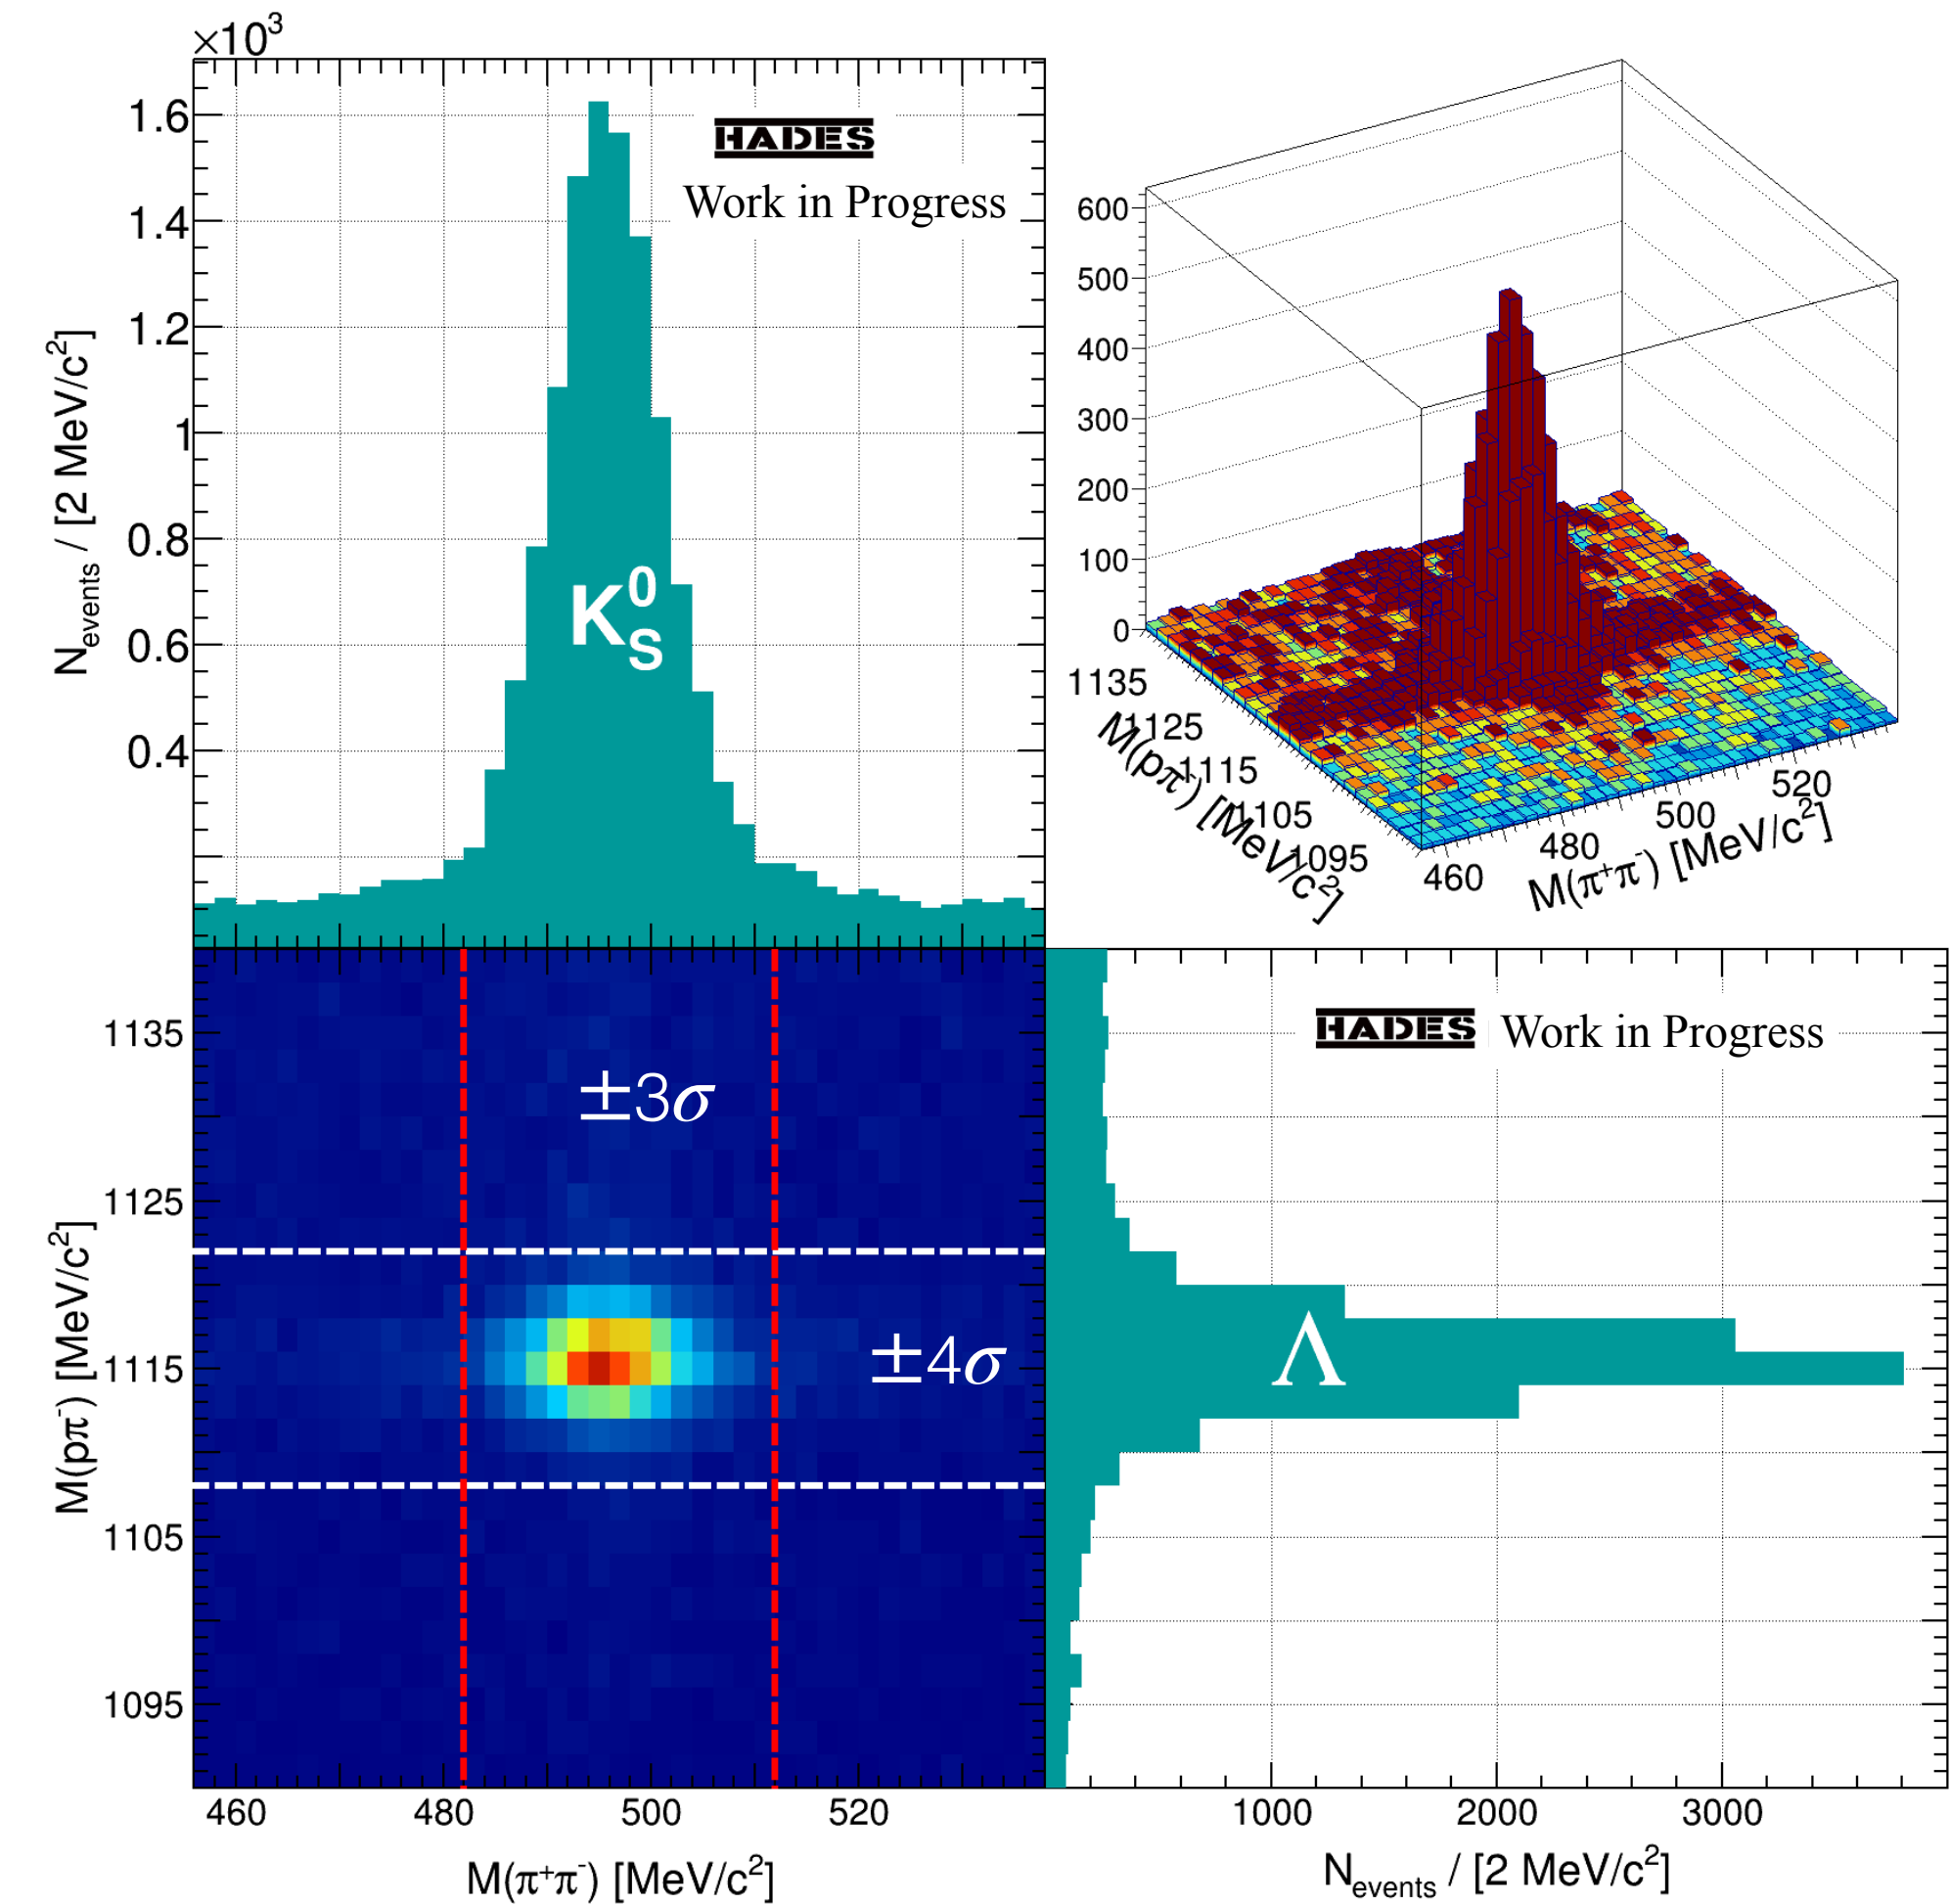 ×10³
1.6
1.4
1.2
1
0.8
0.6
0.4
N_events / [2 MeV/c²]
HADES
Work in Progress
K⁰_S
600
500
400
300
200
100
0
1135
1125
1115
1105
1095
M(pπ⁻) [MeV/c²]
460
480
500
520
M(π⁺π⁻) [MeV/c²]
1135
1125
1115
1105
1095
M(pπ⁻) [MeV/c²]
±3σ
±4σ
460
480
500
520
M(π⁺π⁻) [MeV/c²]
HADES Work in Progress
Λ
1000
2000
3000
N_events / [2 MeV/c²]